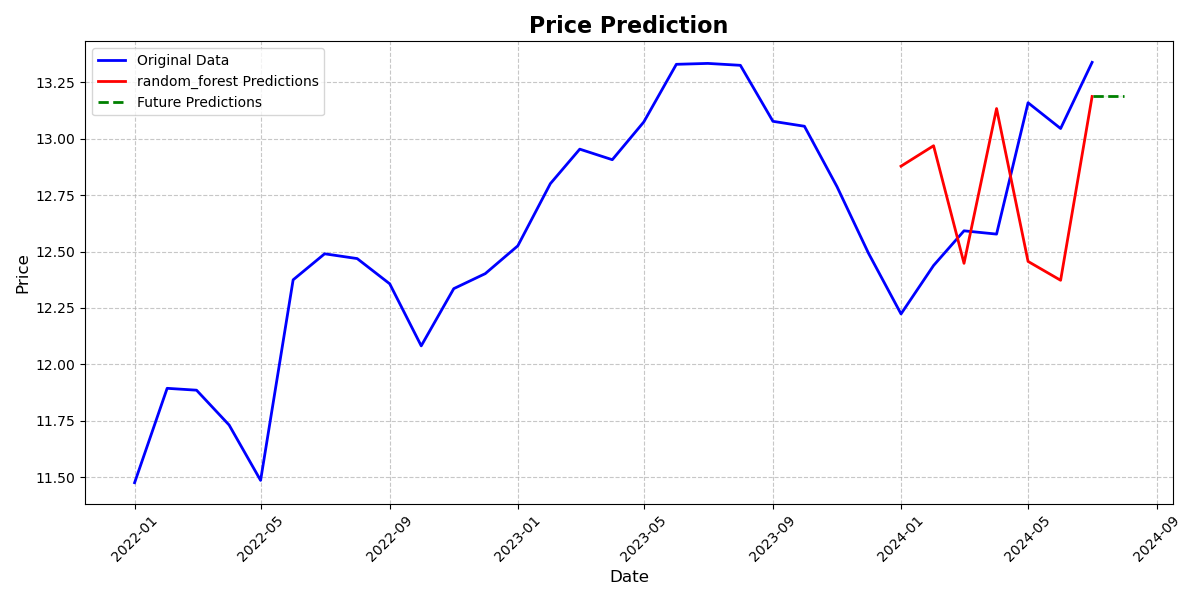 Price Prediction
Original Data
random_forest Predictions
Future Predictions
Price
13.25
13.00
12.75
12.50
12.25
12.00
11.75
11.50
2022-01
2022-05
2022-09
2023-01
2023-05
2023-09
2024-01
2024-05
2024-09
Date